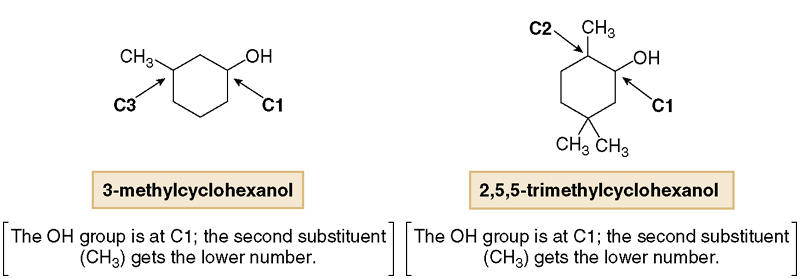 CH₃
OH
C3
C1
3-methylcyclohexanol
The OH group is at C1; the second substituent
(CH₃) gets the lower number.
C2
CH₃
OH
C1
CH₃ CH₃
2,5,5-trimethylcyclohexanol
The OH group is at C1; the second substituent
(CH₃) gets the lower number.